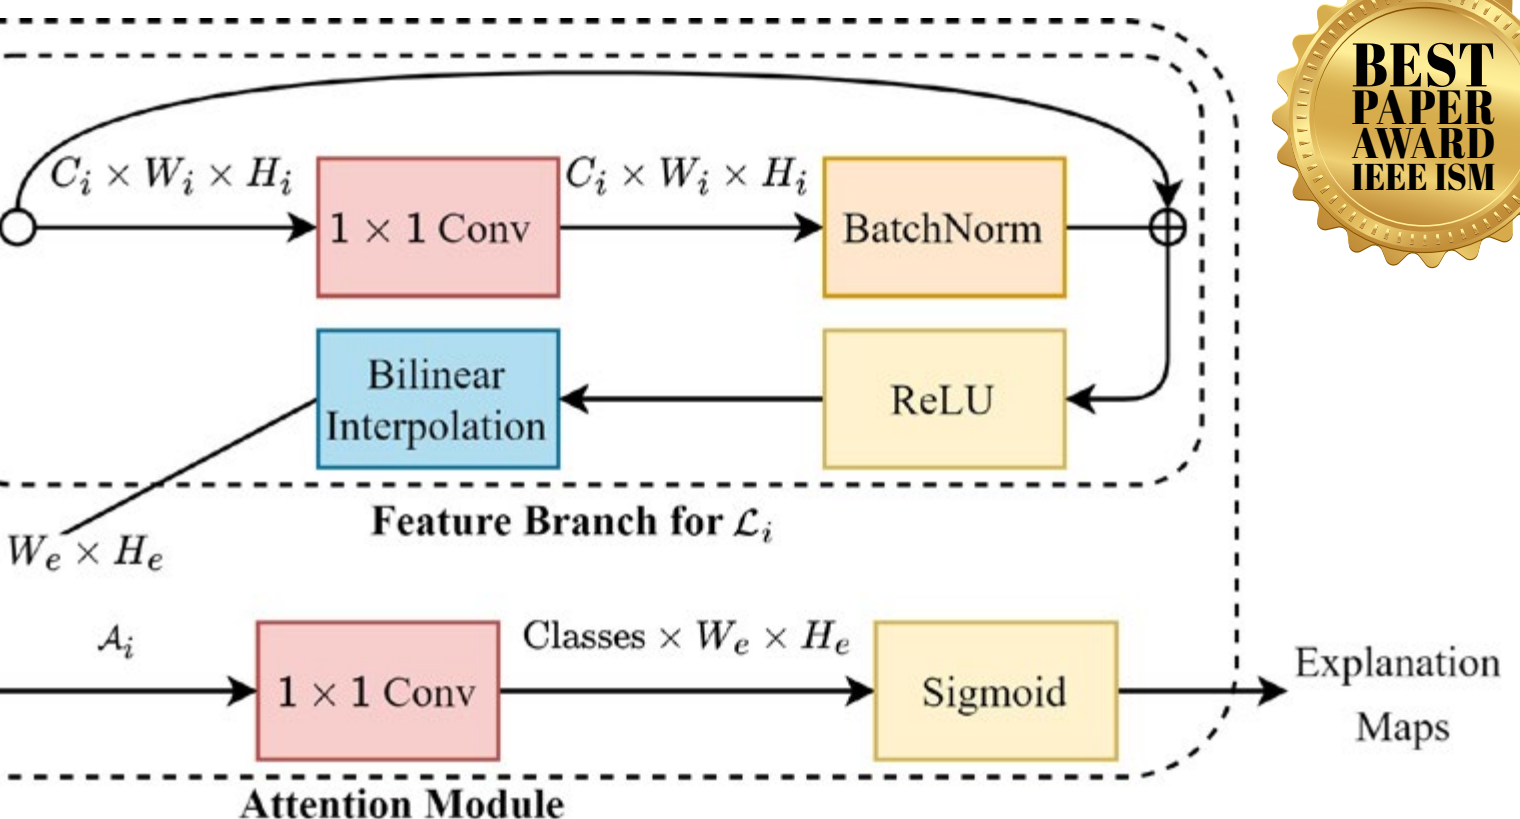 BEST
PAPER
AWARD
IEEE ISM
C_i × W_i × H_i
1 × 1 Conv
C_i × W_i × H_i
BatchNorm
Bilinear
Interpolation
ReLU
Feature Branch for ℒ_i
W_e × H_e
𝒜_i
1 × 1 Conv
Classes × W_e × H_e
Sigmoid
Explanation
Maps
Attention Module